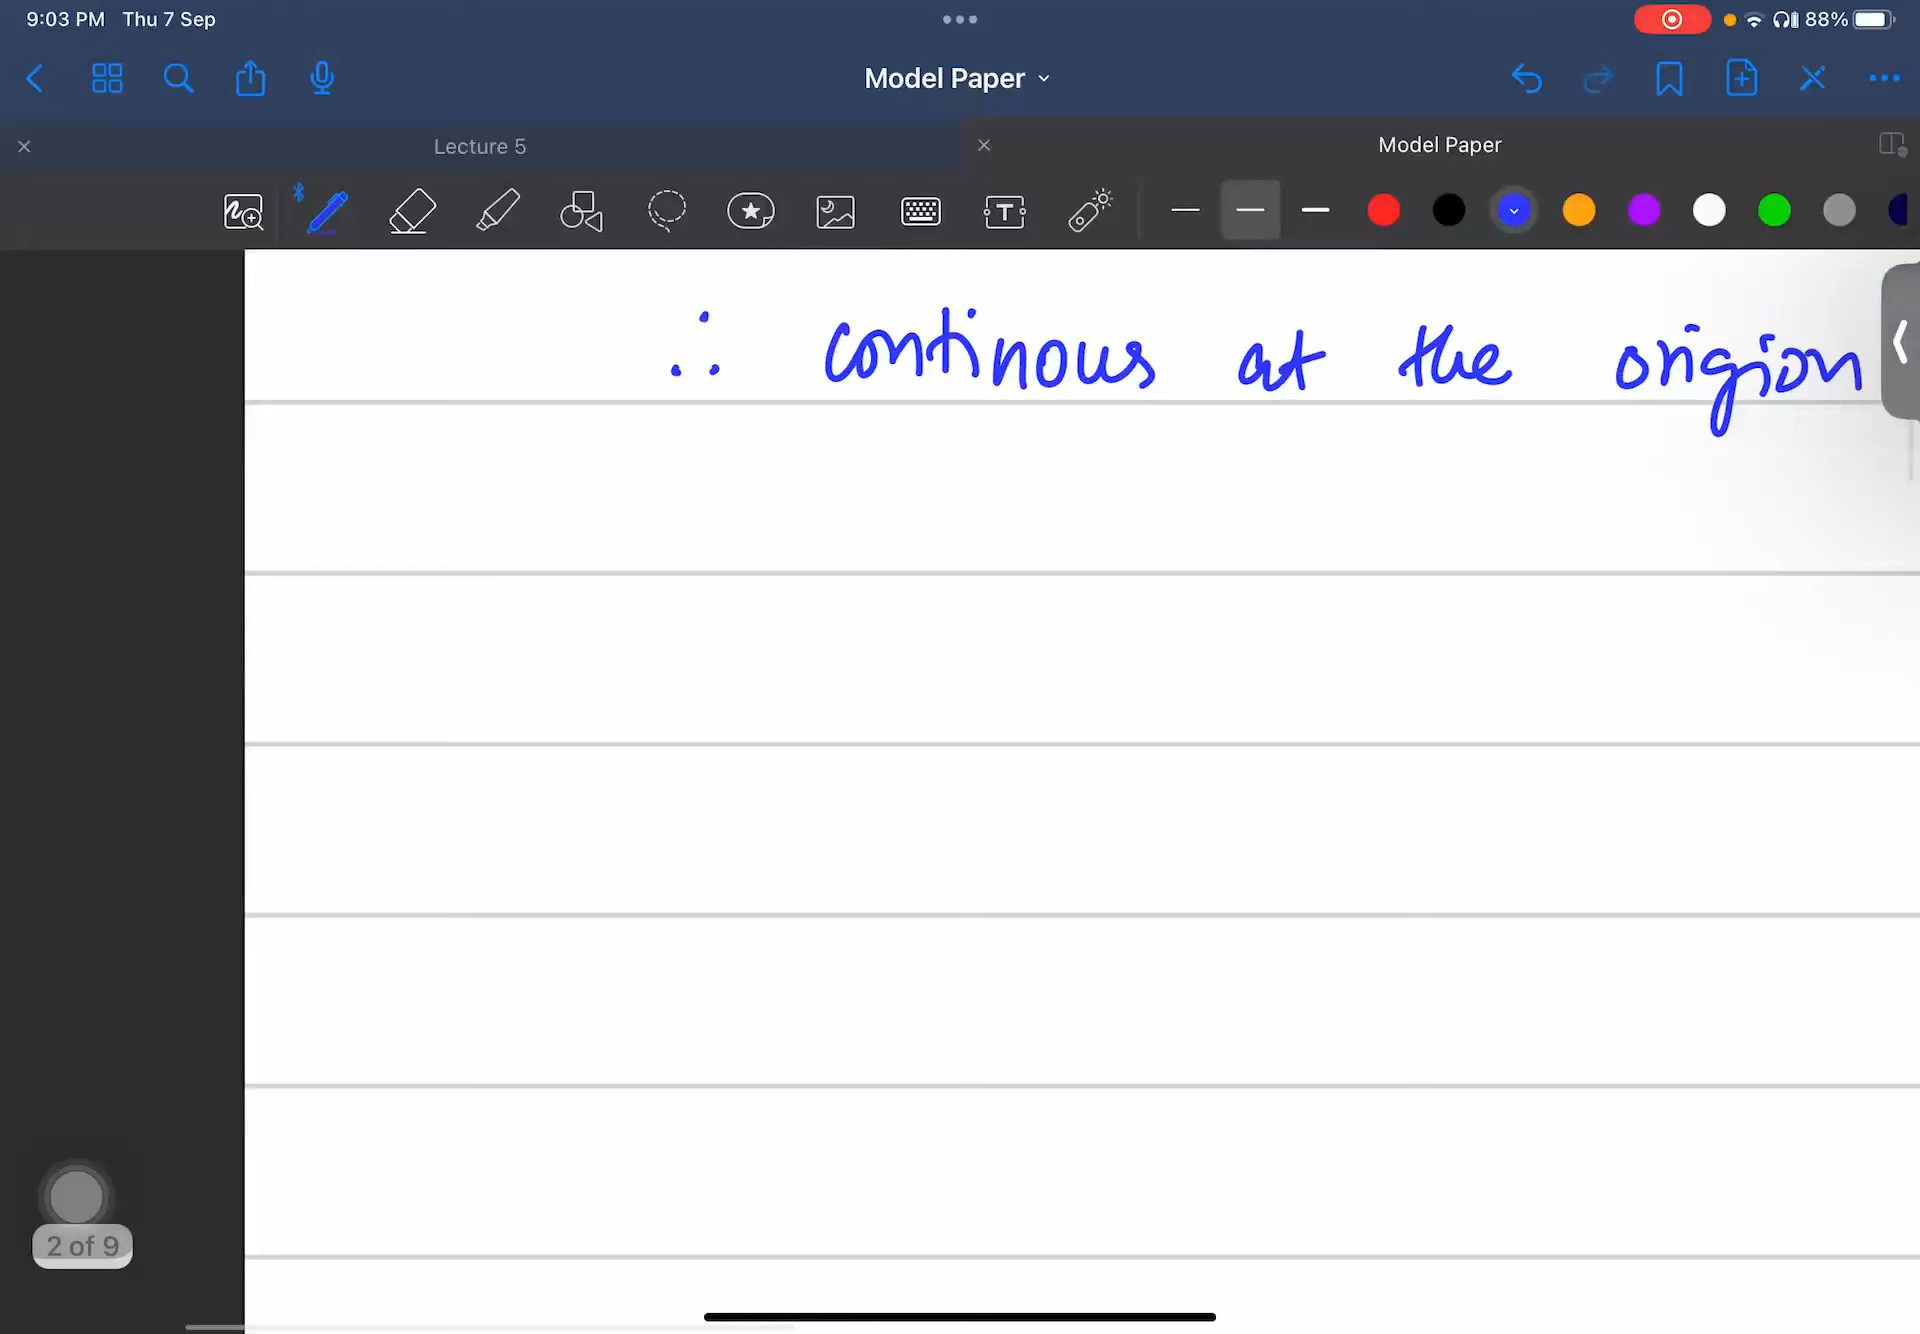 9:03 PM Thu 7 Sep
88%
Model Paper
Lecture 5
Model Paper
T
∴ continous at the origion
2 of 9